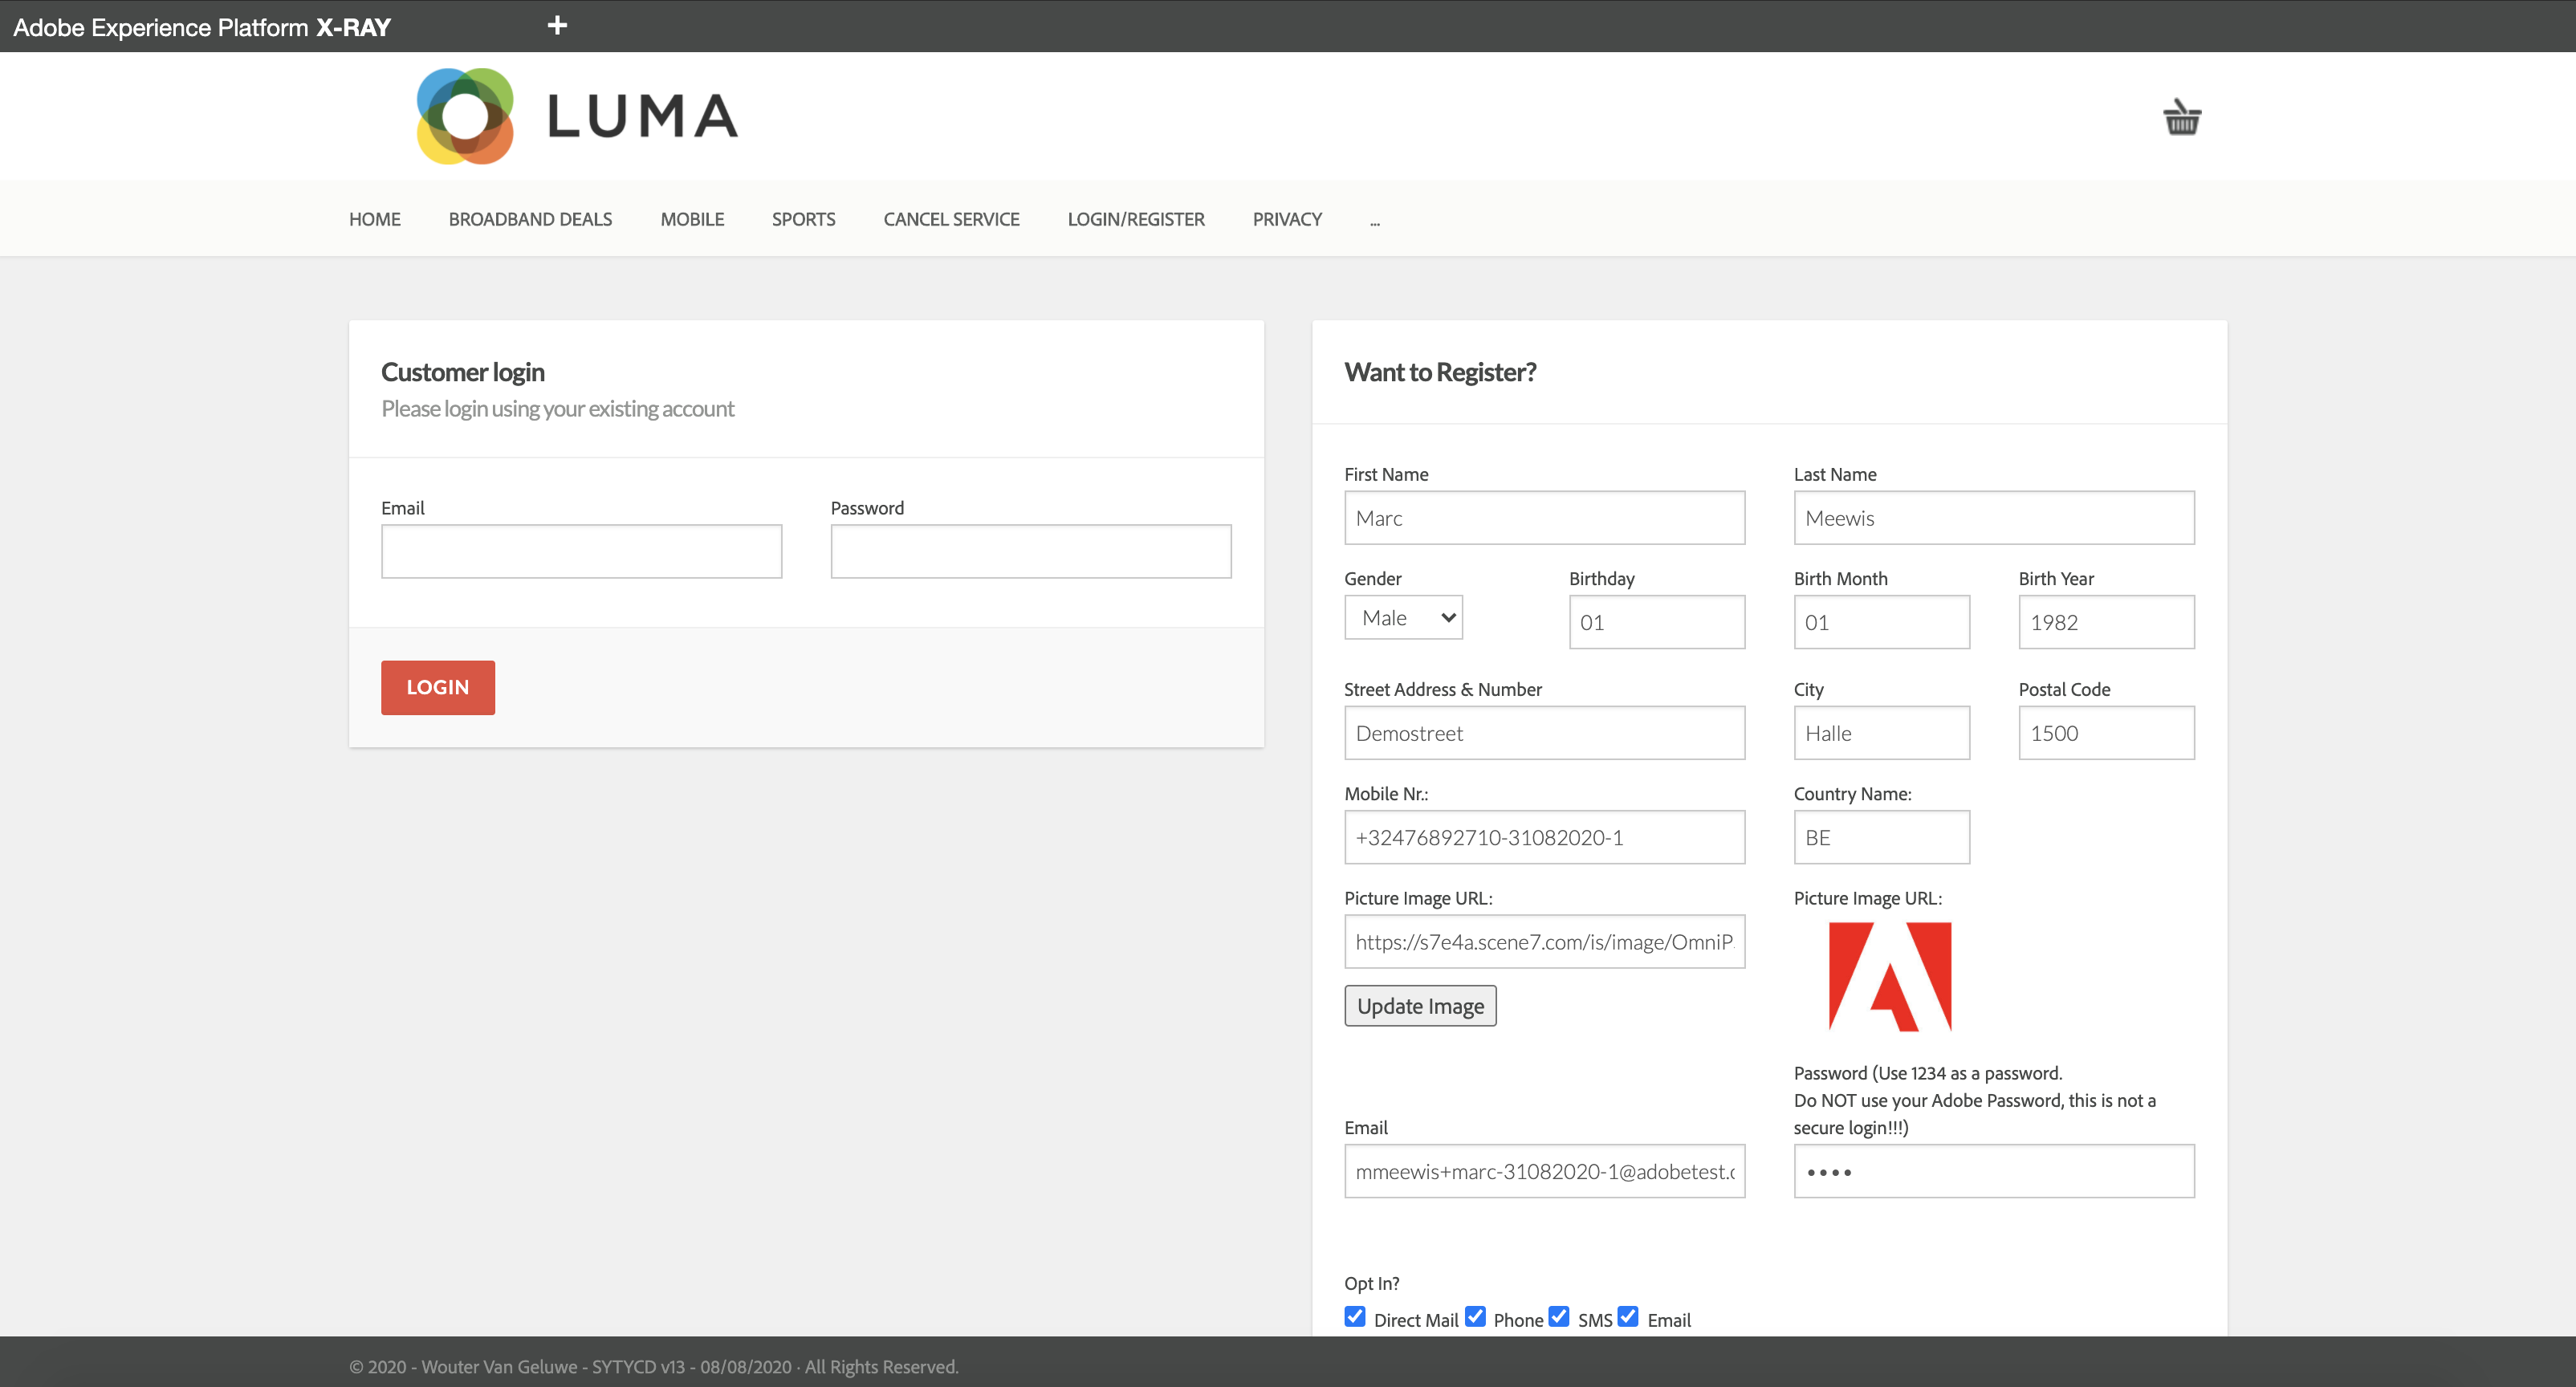 Adobe Experience Platform X-RAY
LUMA
HOME BROADBAND DEALS MOBILE SPORTS CANCEL SERVICE LOGIN/REGISTER PRIVACY ...
Customer login
Please login using your existing account
Email Password
LOGIN
Want to Register?
First Name Last Name
Marc Meewis
Gender Birthday Birth Month Birth Year
Male 01 01 1982
Street Address & Number City Postal Code
Demostreet Halle 1500
Mobile Nr.: Country Name:
+32476892710-31082020-1 BE
Picture Image URL: Picture Image URL:
https://s7e4a.scene7.com/is/image/OmniP
Update Image
Password (Use 1234 as a password.
Do NOT use your Adobe Password, this is not a
secure login!!!)
Email
mmeewis+marc-31082020-1@adobetest.c
••••
Opt In?
Direct Mail Phone SMS Email
© 2020 - Wouter Van Geluwe - SYTYCD v13 - 08/08/2020 · All Rights Reserved.